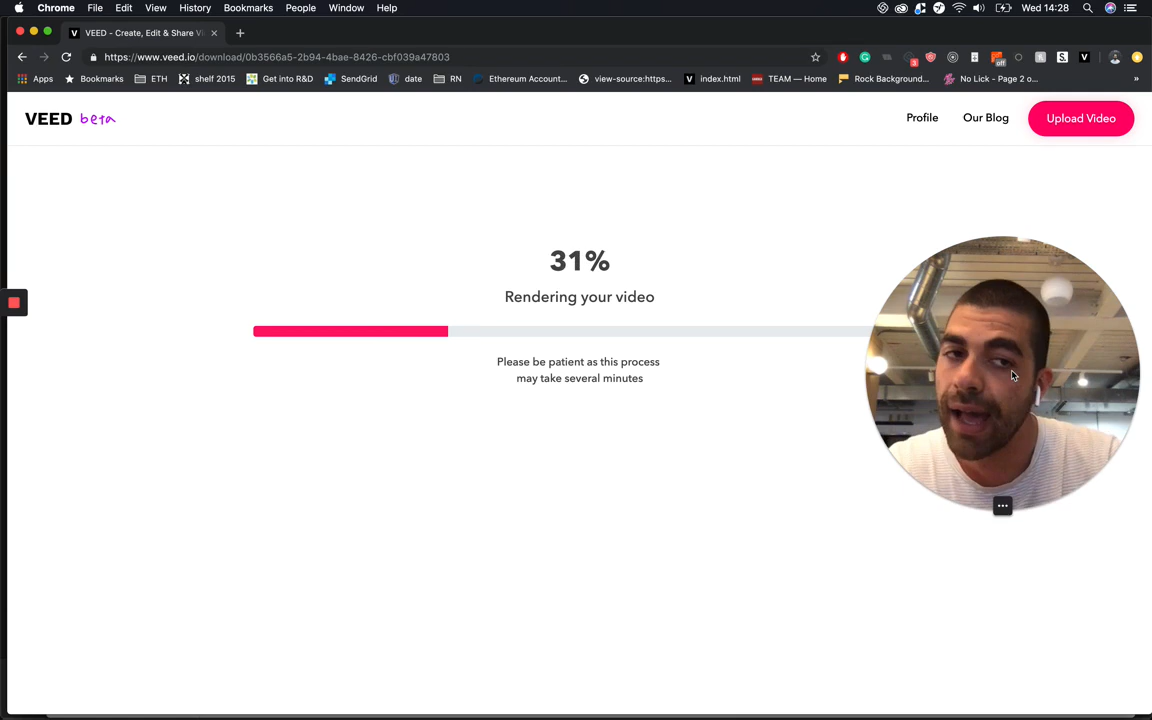 Chrome File Edit View History Bookmarks People Window Help Wed 14:28
VEED - Create, Edit & Share Vi
https://www.veed.io/download/0b3566a5-2b94-4bae-8426-cbf039a47803
Apps Bookmarks ETH shelf 2015 Get into R&D SendGrid date RN Ethereum Account... view-source:https... V index.html TEAM — Home Rock Background... No Lick - Page 2 o... »
VEED beta Profile Our Blog Upload Video
31%
Rendering your video
Please be patient as this process
may take several minutes